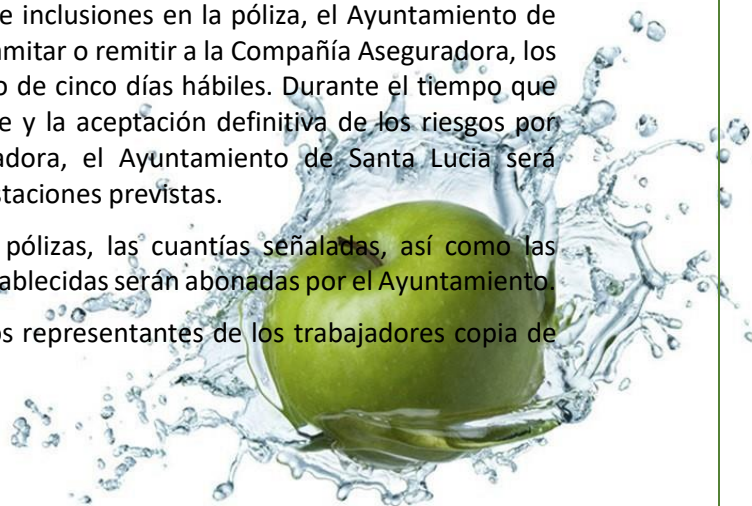 e inclusiones en la póliza, el Ayuntamiento de
amitar o remitir a la Compañía Aseguradora, los
o de cinco días hábiles. Durante el tiempo que
e y la aceptación definitiva de los riesgos por
adora, el Ayuntamiento de Santa Lucia será
staciones previstas.
pólizas, las cuantías señaladas, así como las
ablecidas serán abonadas por el Ayuntamiento.
os representantes de los trabajadores copia de